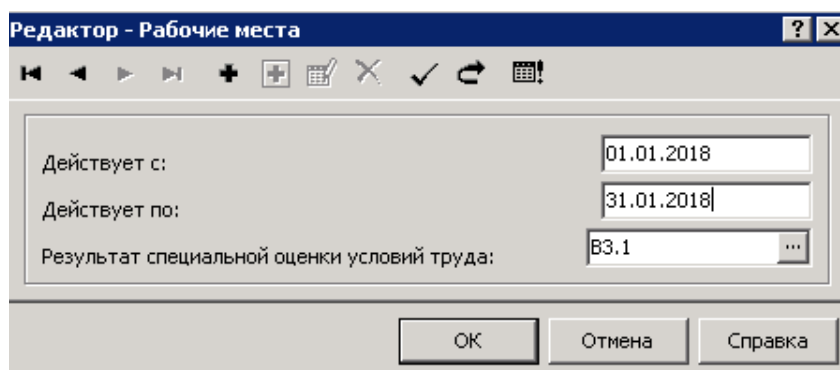 Редактор - Рабочие места
Действует с:
01.01.2018
Действует по:
31.01.2018
Результат специальной оценки условий труда:
В3.1
...
ОК
Отмена
Справка